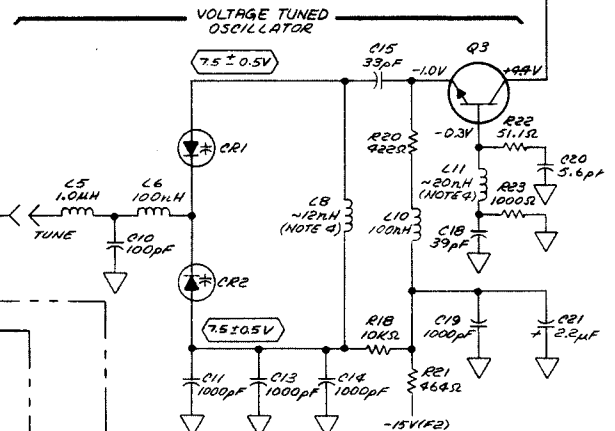 VOLTAGE TUNED
OSCILLATOR
7.5 ± 0.5V
C15
33pF
Q3
-1.0V
+4.4V
CR1
R20
422Ω
-0.3V
R22
51.1Ω
C20
5.6pF
L5
1.0µH
L6
100nH
L8
~12nH
(NOTE 4)
L11
~20nH
(NOTE 4)
R23
1000Ω
TUNE
C10
100pF
L10
100nH
C18
39pF
CR2
7.5 ± 0.5V
R18
10KΩ
C19
1000pF
C21
+ 2.2µF
C11
1000pF
C13
1000pF
C14
1000pF
R21
464Ω
-15V(F2)